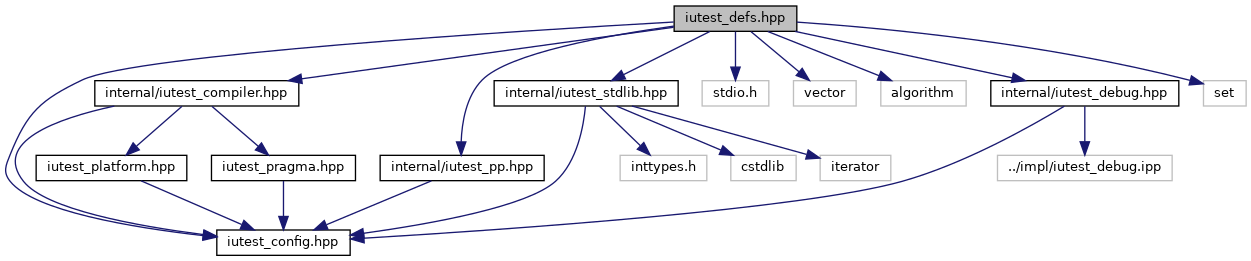 iutest_defs.hpp
internal/iutest_compiler.hpp
internal/iutest_stdlib.hpp
stdio.h
vector
algorithm
internal/iutest_debug.hpp
set
iutest_platform.hpp
iutest_pragma.hpp
internal/iutest_pp.hpp
inttypes.h
cstdlib
iterator
../impl/iutest_debug.ipp
iutest_config.hpp